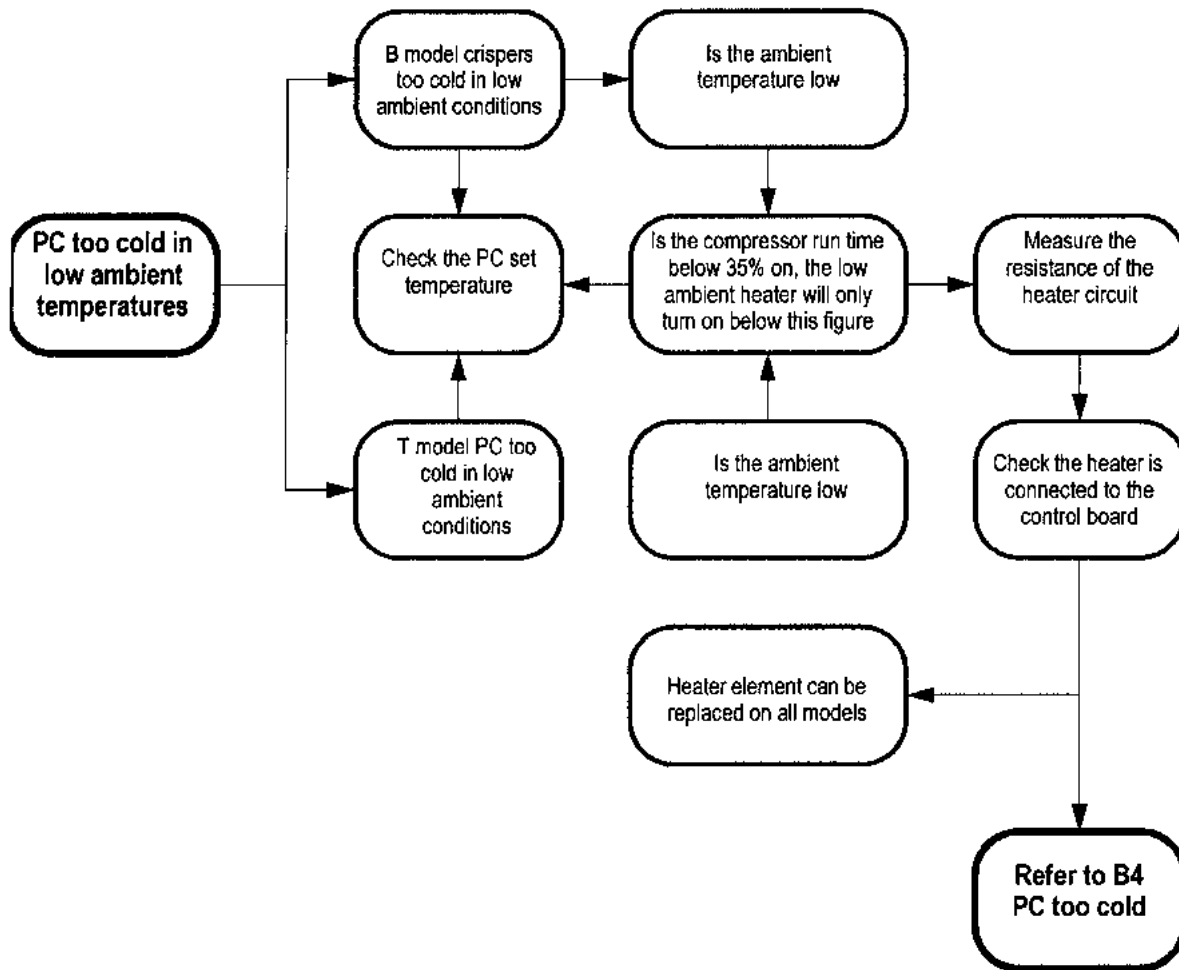 B model crispers
too cold in low
ambient conditions
Is the ambient
temperature low
PC too cold in
low ambient
temperatures
Check the PC set
temperature
Is the compressor run time
below 35% on, the low
ambient heater will only
turn on below this figure
Measure the
resistance of the
heater circuit
T model PC too
cold in low
ambient
conditions
Is the ambient
temperature low
Check the heater is
connected to the
control board
Heater element can be
replaced on all models
Refer to B4
PC too cold